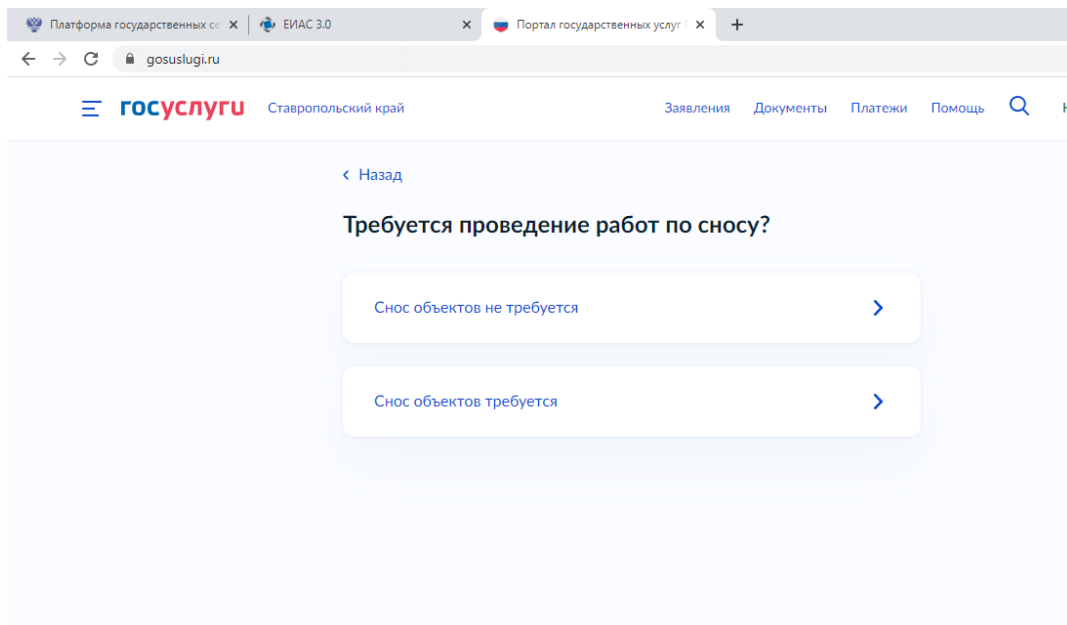 Платформа государственных се
ЕИАС 3.0
Портал государственных услуг
gosuslugi.ru
госуслуги Ставропольский край Заявления Документы Платежи Помощь
Назад
Требуется проведение работ по сносу?
Снос объектов не требуется
Снос объектов требуется